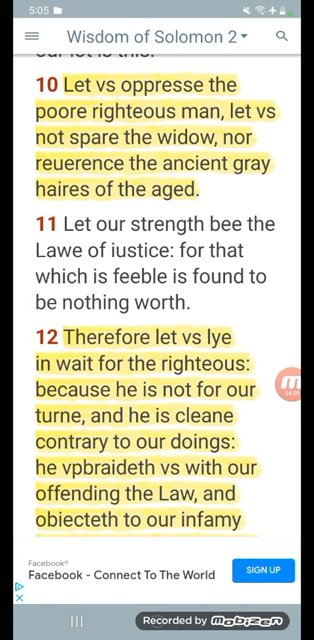 5:05
Wisdom of Solomon 2
our lot is this.
10 Let vs oppresse the
poore righteous man, let vs
not spare the widow, nor
reuerence the ancient gray
haires of the aged.
11 Let our strength bee the
Lawe of iustice: for that
which is feeble is found to
be nothing worth.
12 Therefore let vs lye
in wait for the righteous:
because he is not for our
turne, and he is cleane
contrary to our doings:
he vpbraideth vs with our
offending the Law, and
obiecteth to our infamy
Facebook®
Facebook - Connect To The World
SIGN UP
Recorded by mobizen